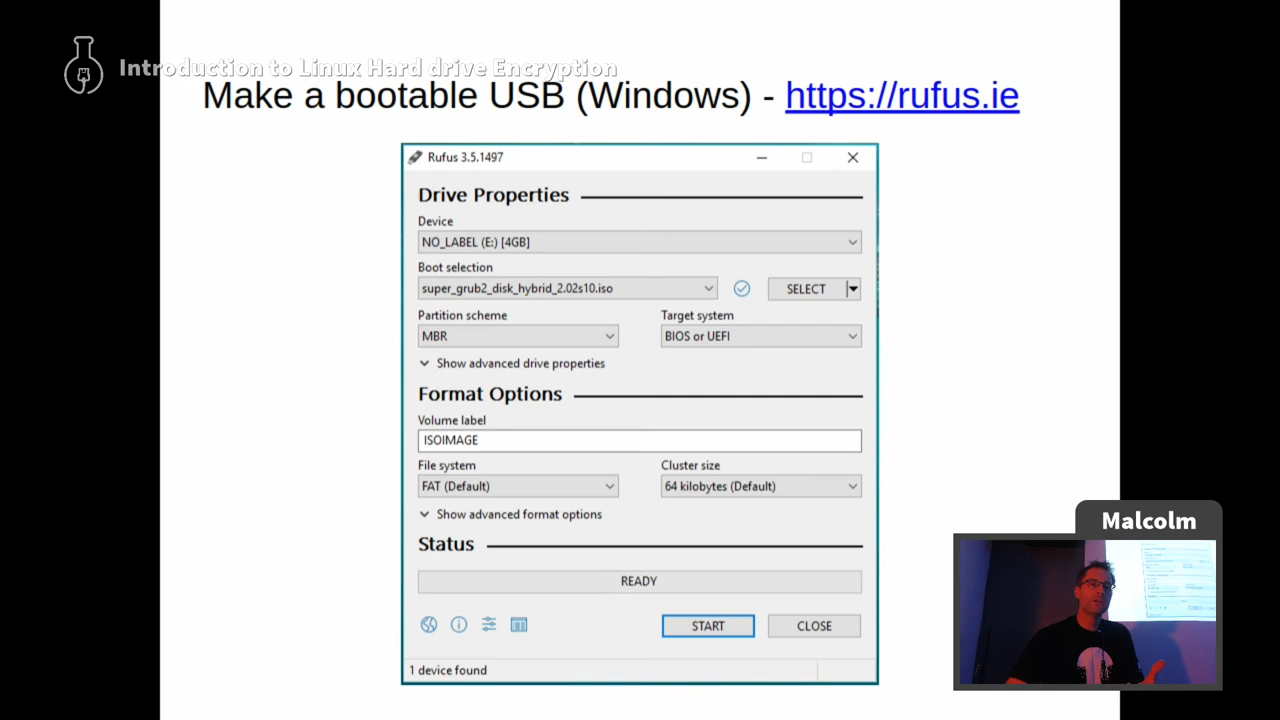 Introduction to Linux Hard drive Encryption
Make a bootable USB (Windows) - https://rufus.ie
Rufus 3.5.1497
Drive Properties
Device
NO_LABEL (E:) [4GB]
Boot selection
super_grub2_disk_hybrid_2.02s10.iso
SELECT
Partition scheme
Target system
MBR
BIOS or UEFI
Show advanced drive properties
Format Options
Volume label
ISOIMAGE
File system
Cluster size
FAT (Default)
64 kilobytes (Default)
Show advanced format options
Status
READY
START
CLOSE
1 device found
Malcolm